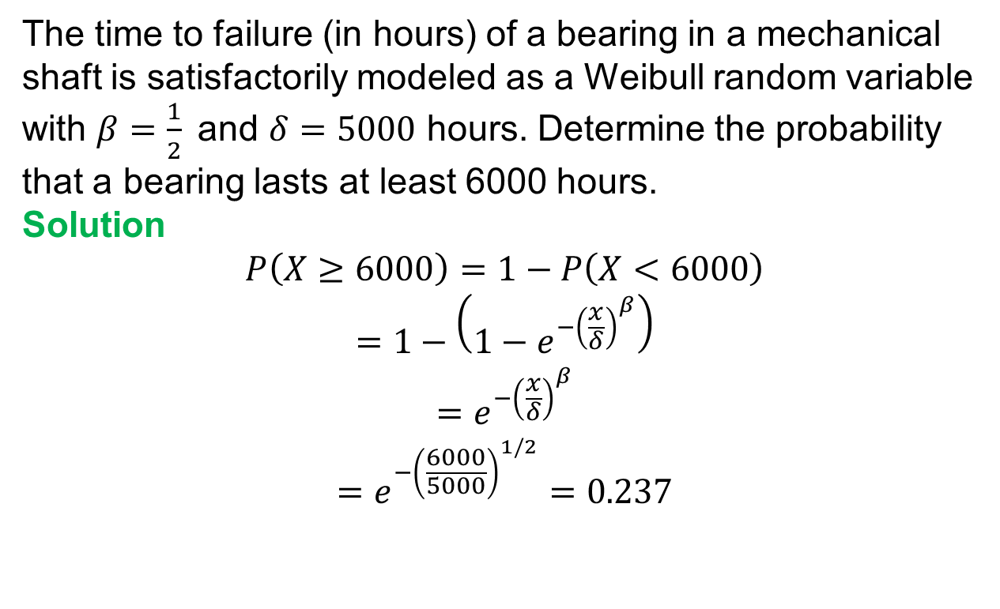 The time to failure (in hours) of a bearing in a mechanical
shaft is satisfactorily modeled as a Weibull random variable
with 𝛽 = 1/2 and 𝛿 = 5000 hours. Determine the probability
that a bearing lasts at least 6000 hours.
Solution
𝑃(𝑋 ≥ 6000) = 1 − 𝑃(𝑋 < 6000)
= 1 − (1 − 𝑒^(−(𝑥/𝛿)^𝛽))
= 𝑒^(−(𝑥/𝛿)^𝛽)
= 𝑒^(−(6000/5000)^(1/2)) = 0.237